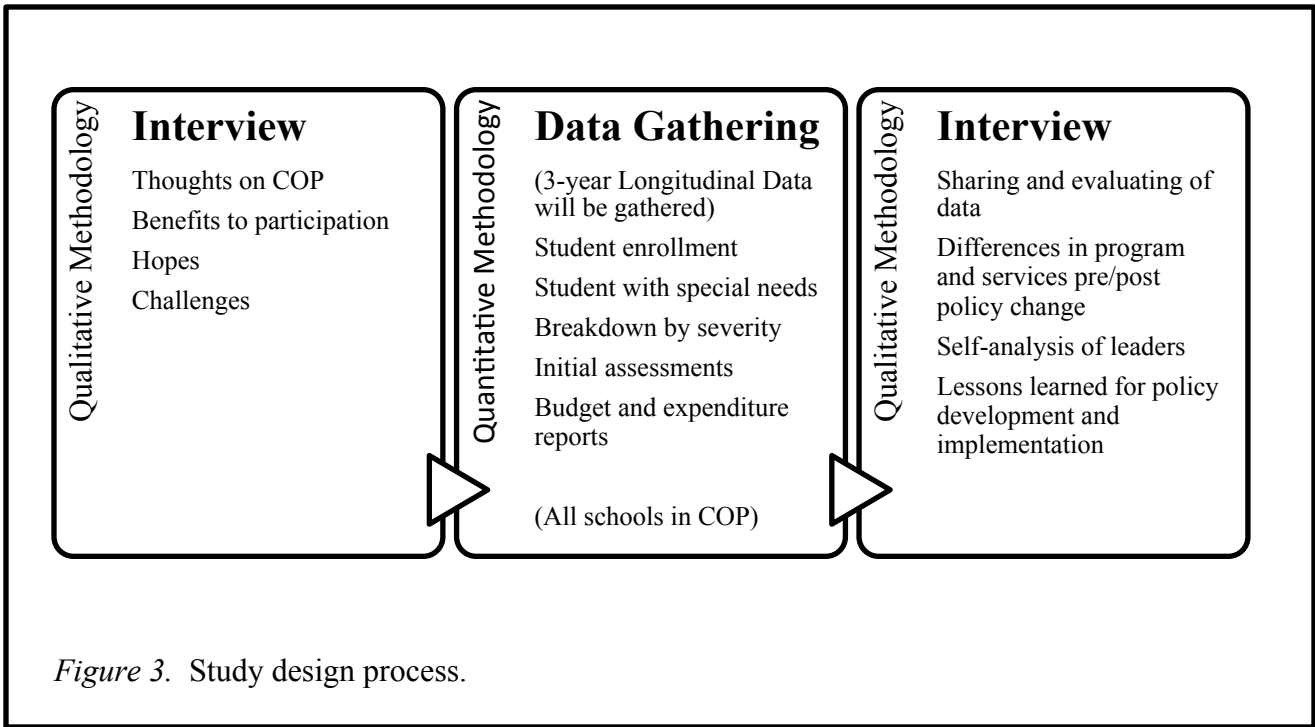 Qualitative Methodology
Interview
Thoughts on COP
Benefits to participation
Hopes
Challenges
Quantitative Methodology
Data Gathering
(3-year Longitudinal Data
will be gathered)
Student enrollment
Student with special needs
Breakdown by severity
Initial assessments
Budget and expenditure
reports
(All schools in COP)
Qualitative Methodology
Interview
Sharing and evaluating of
data
Differences in program
and services pre/post
policy change
Self-analysis of leaders
Lessons learned for policy
development and
implementation
Figure 3. Study design process.